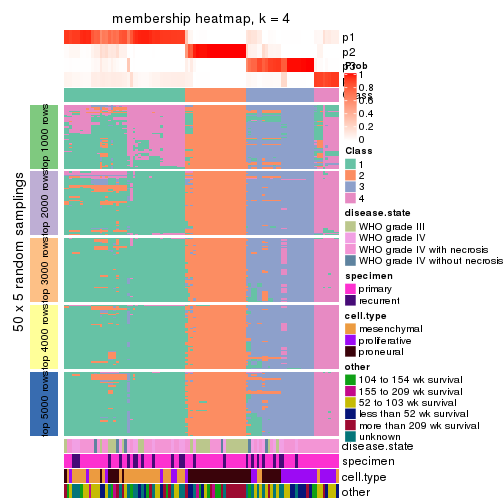 membership heatmap, k = 4
p1
p2
p3
Prob
1
0.8
0.6
0.4
0.2
0
Class
Class
1
2
3
4
disease.state
WHO grade III
WHO grade IV
WHO grade IV with necrosis
WHO grade IV without necrosis
specimen
primary
recurrent
cell.type
mesenchymal
proliferative
proneural
other
104 to 154 wk survival
155 to 209 wk survival
52 to 103 wk survival
less than 52 wk survival
more than 209 wk survival
unknown
disease.state
specimen
cell.type
other
50 x 5 random samplings
top 1000 rows
top 2000 rows
top 3000 rows
top 4000 rows
top 5000 rows